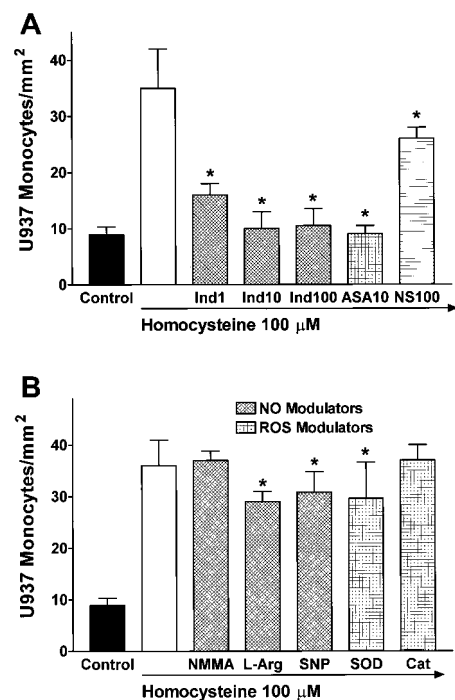 A
U937 Monocytes/mm²
40
30
20
10
0
* * * * *
Control Ind1 Ind10 Ind100 ASA10 NS100
Homocysteine 100 μM
B
NO Modulators
ROS Modulators
U937 Monocytes/mm²
40
30
20
10
0
* * *
Control NMMA L-Arg SNP SOD Cat
Homocysteine 100 μM